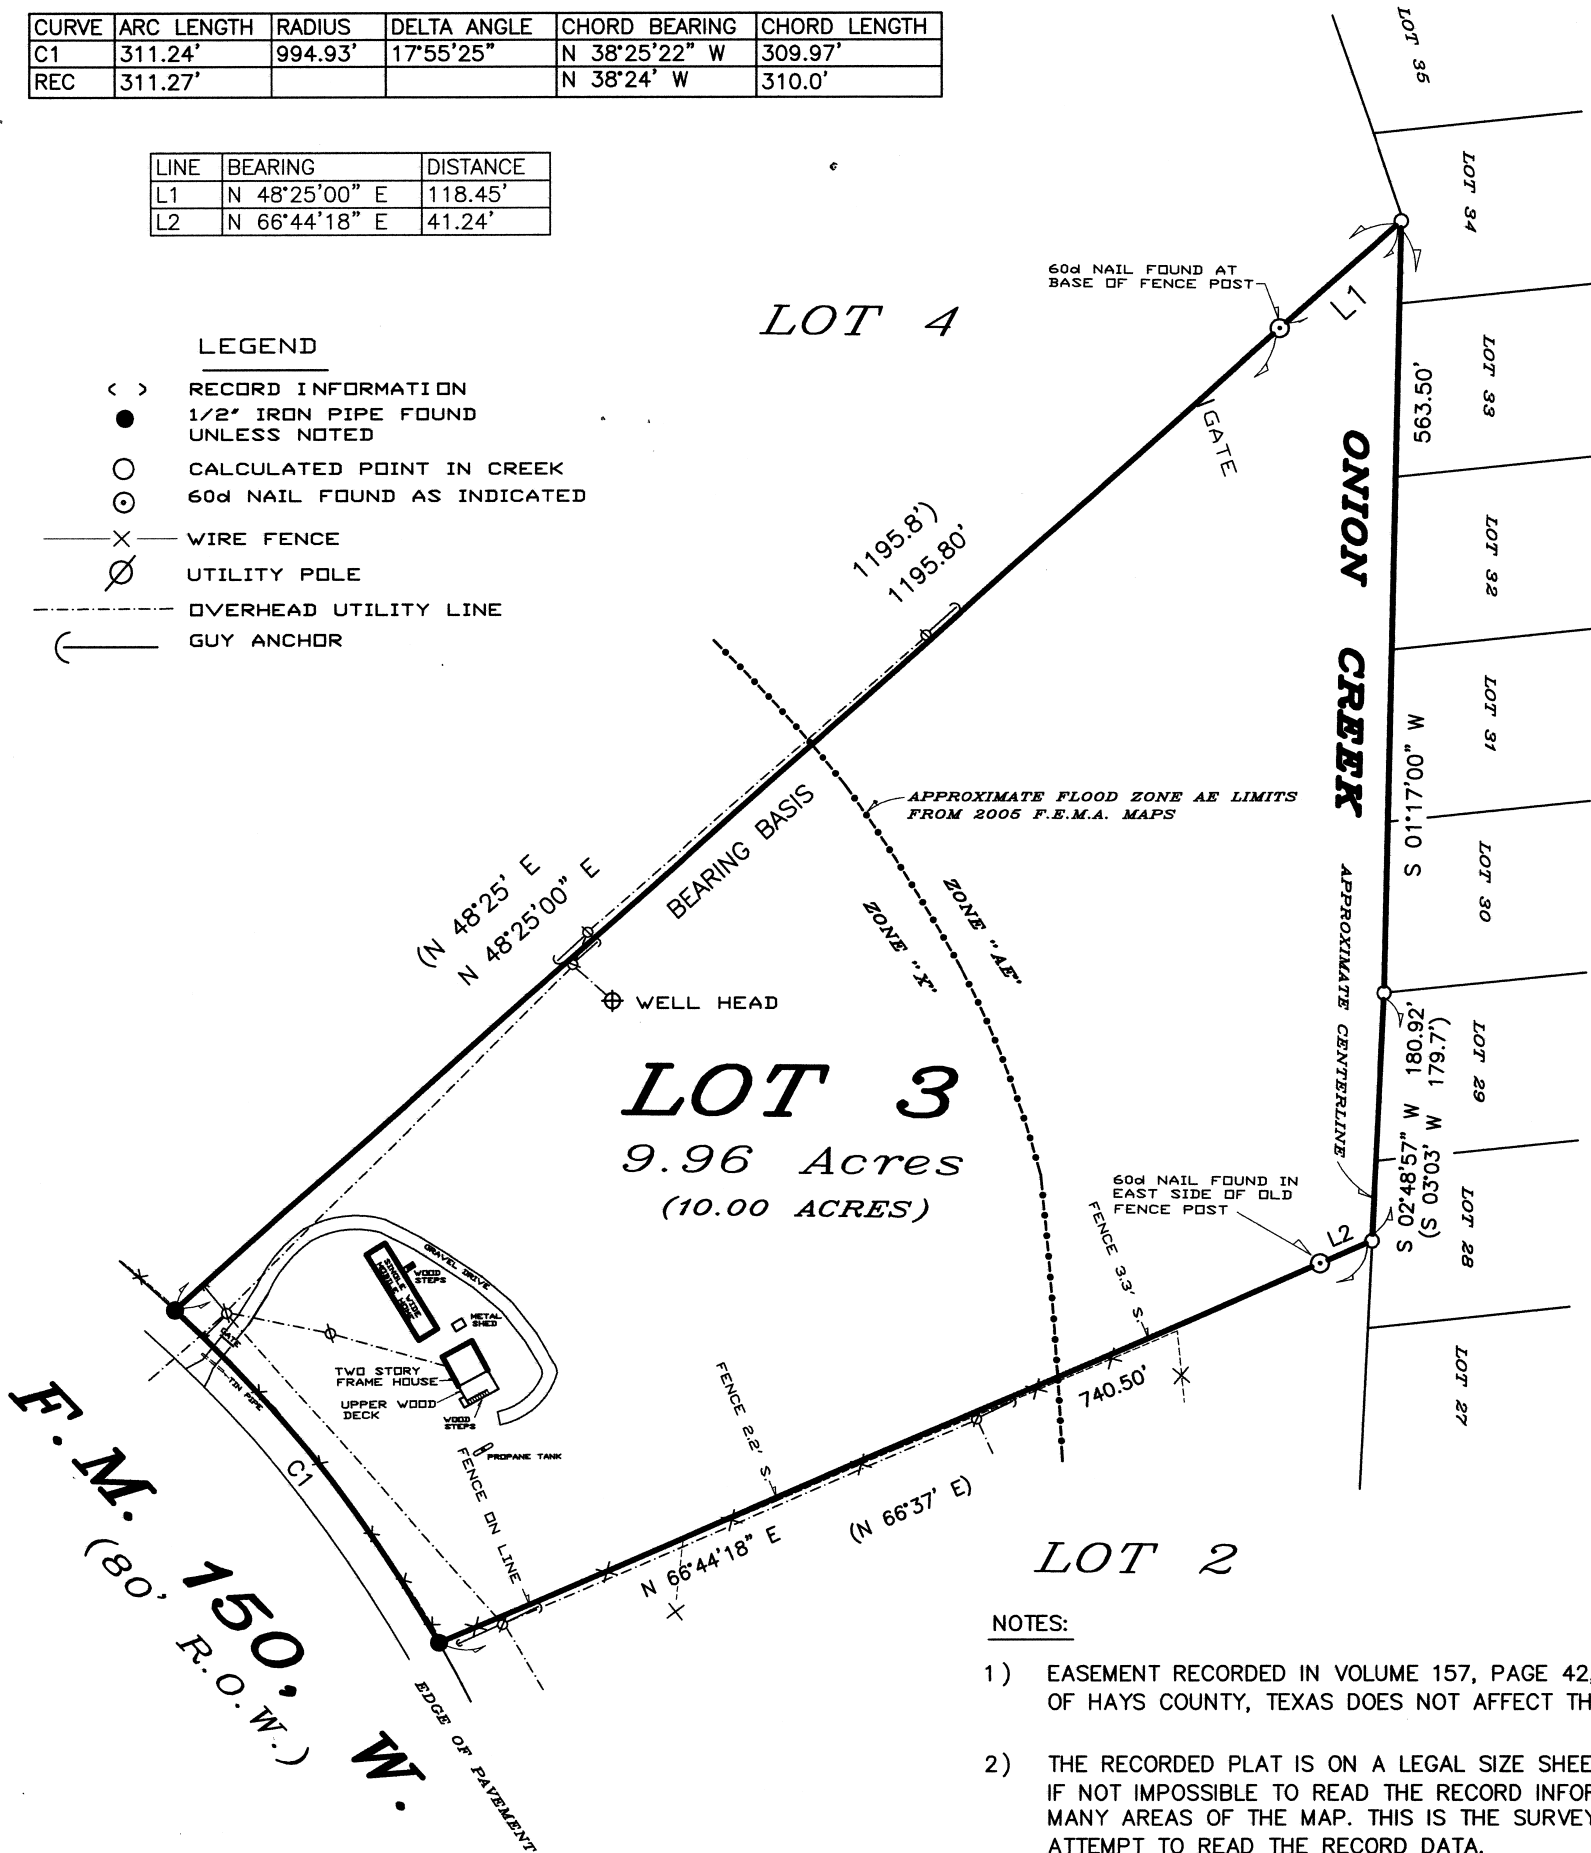 CURVE ARC LENGTH RADIUS DELTA ANGLE CHORD BEARING CHORD LENGTH
C1 311.24' 994.93' 17°55'25" N 38°25'22" W 309.97'
REC 311.27' N 38°24' W 310.0'
LINE BEARING DISTANCE
L1 N 48°25'00" E 118.45'
L2 N 66°44'18" E 41.24'
LEGEND
( ) RECORD INFORMATION
1/2" IRON PIPE FOUND
UNLESS NOTED
CALCULATED POINT IN CREEK
60d NAIL FOUND AS INDICATED
WIRE FENCE
UTILITY POLE
OVERHEAD UTILITY LINE
GUY ANCHOR
LOT 35
LOT 34
LOT 33
LOT 32
LOT 31
LOT 30
LOT 29
LOT 28
LOT 27
60d NAIL FOUND AT
BASE OF FENCE POST
L1
LOT 4
GATE
563.50'
ONION CREEK
1195.8')
1195.80'
S 01°17'00" W
APPROXIMATE FLOOD ZONE AE LIMITS
FROM 2005 F.E.M.A. MAPS
BEARING BASIS
(N 48°25' E
N 48°25'00" E
ZONE "AE"
ZONE "X"
APPROXIMATE CENTERLINE
WELL HEAD
LOT 3
9.96 Acres
(10.00 ACRES)
S 02°48'57" W 180.92'
(S 03°03' W 179.7')
60d NAIL FOUND IN
EAST SIDE OF OLD
FENCE POST
L2
FENCE 3.3' S.
GRAVEL DRIVE
SINGLE WIDE
MOBILE HOME
WOOD
STEPS
METAL
SHED
TWO STORY
FRAME HOUSE
UPPER WOOD
DECK
WOOD
STEPS
PROPANE TANK
GATE
TIN PIPE
C1
FENCE ON LINE
FENCE 2.2' S.
740.50'
(N 66°37' E)
N 66°44'18" E
LOT 2
F. M. 150. W.
(80' R.O.W.)
EDGE OF PAVEMENT
NOTES:
1) EASEMENT RECORDED IN VOLUME 157, PAGE 42,
OF HAYS COUNTY, TEXAS DOES NOT AFFECT TH
2) THE RECORDED PLAT IS ON A LEGAL SIZE SHEE
IF NOT IMPOSSIBLE TO READ THE RECORD INFOR
MANY AREAS OF THE MAP. THIS IS THE SURVEY
ATTEMPT TO READ THE RECORD DATA.